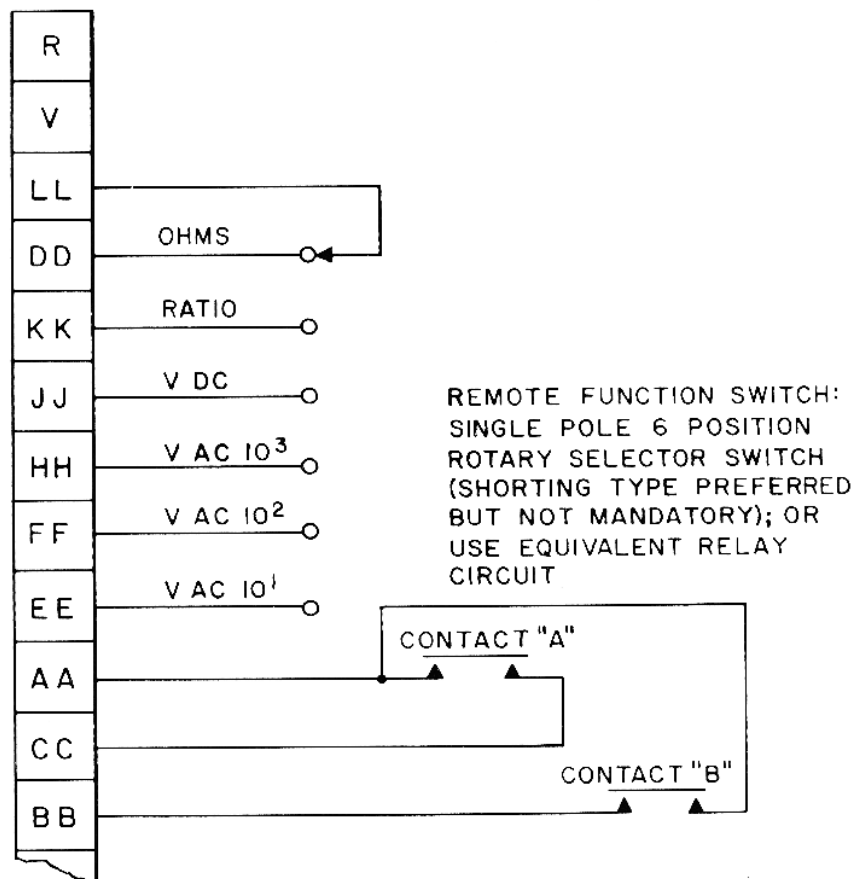 R
V
LL
DD OHMS
KK RATIO
JJ V DC
HH V AC 10³
FF V AC 10²
EE V AC 10¹
REMOTE FUNCTION SWITCH:
SINGLE POLE 6 POSITION
ROTARY SELECTOR SWITCH
(SHORTING TYPE PREFERRED
BUT NOT MANDATORY); OR
USE EQUIVALENT RELAY
CIRCUIT
CONTACT "A"
AA
CC
CONTACT "B"
BB